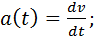 a(t) = dv/dt;